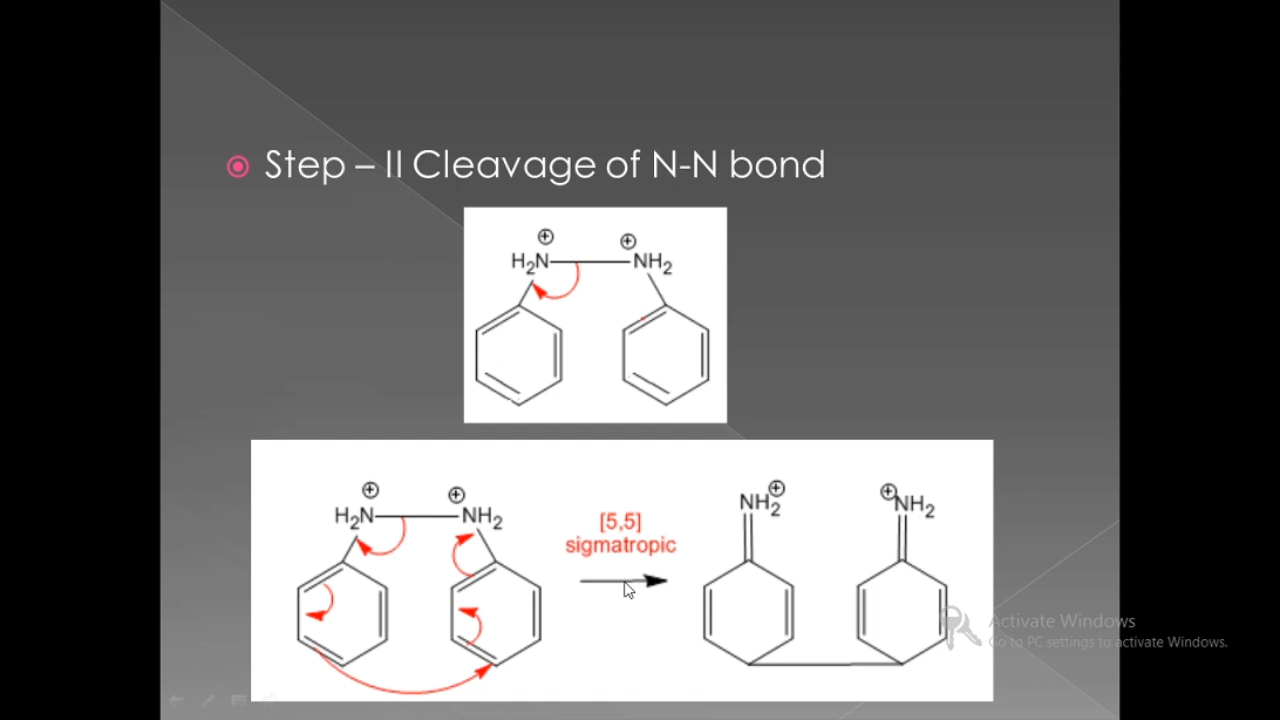 Step – II Cleavage of N-N bond
⊕ ⊕
H₂N NH₂
⊕ ⊕
H₂N NH₂
[5,5]
sigmatropic
NH₂⊕ ⊕NH₂
Activate Windows
Go to PC settings to activate Windows.